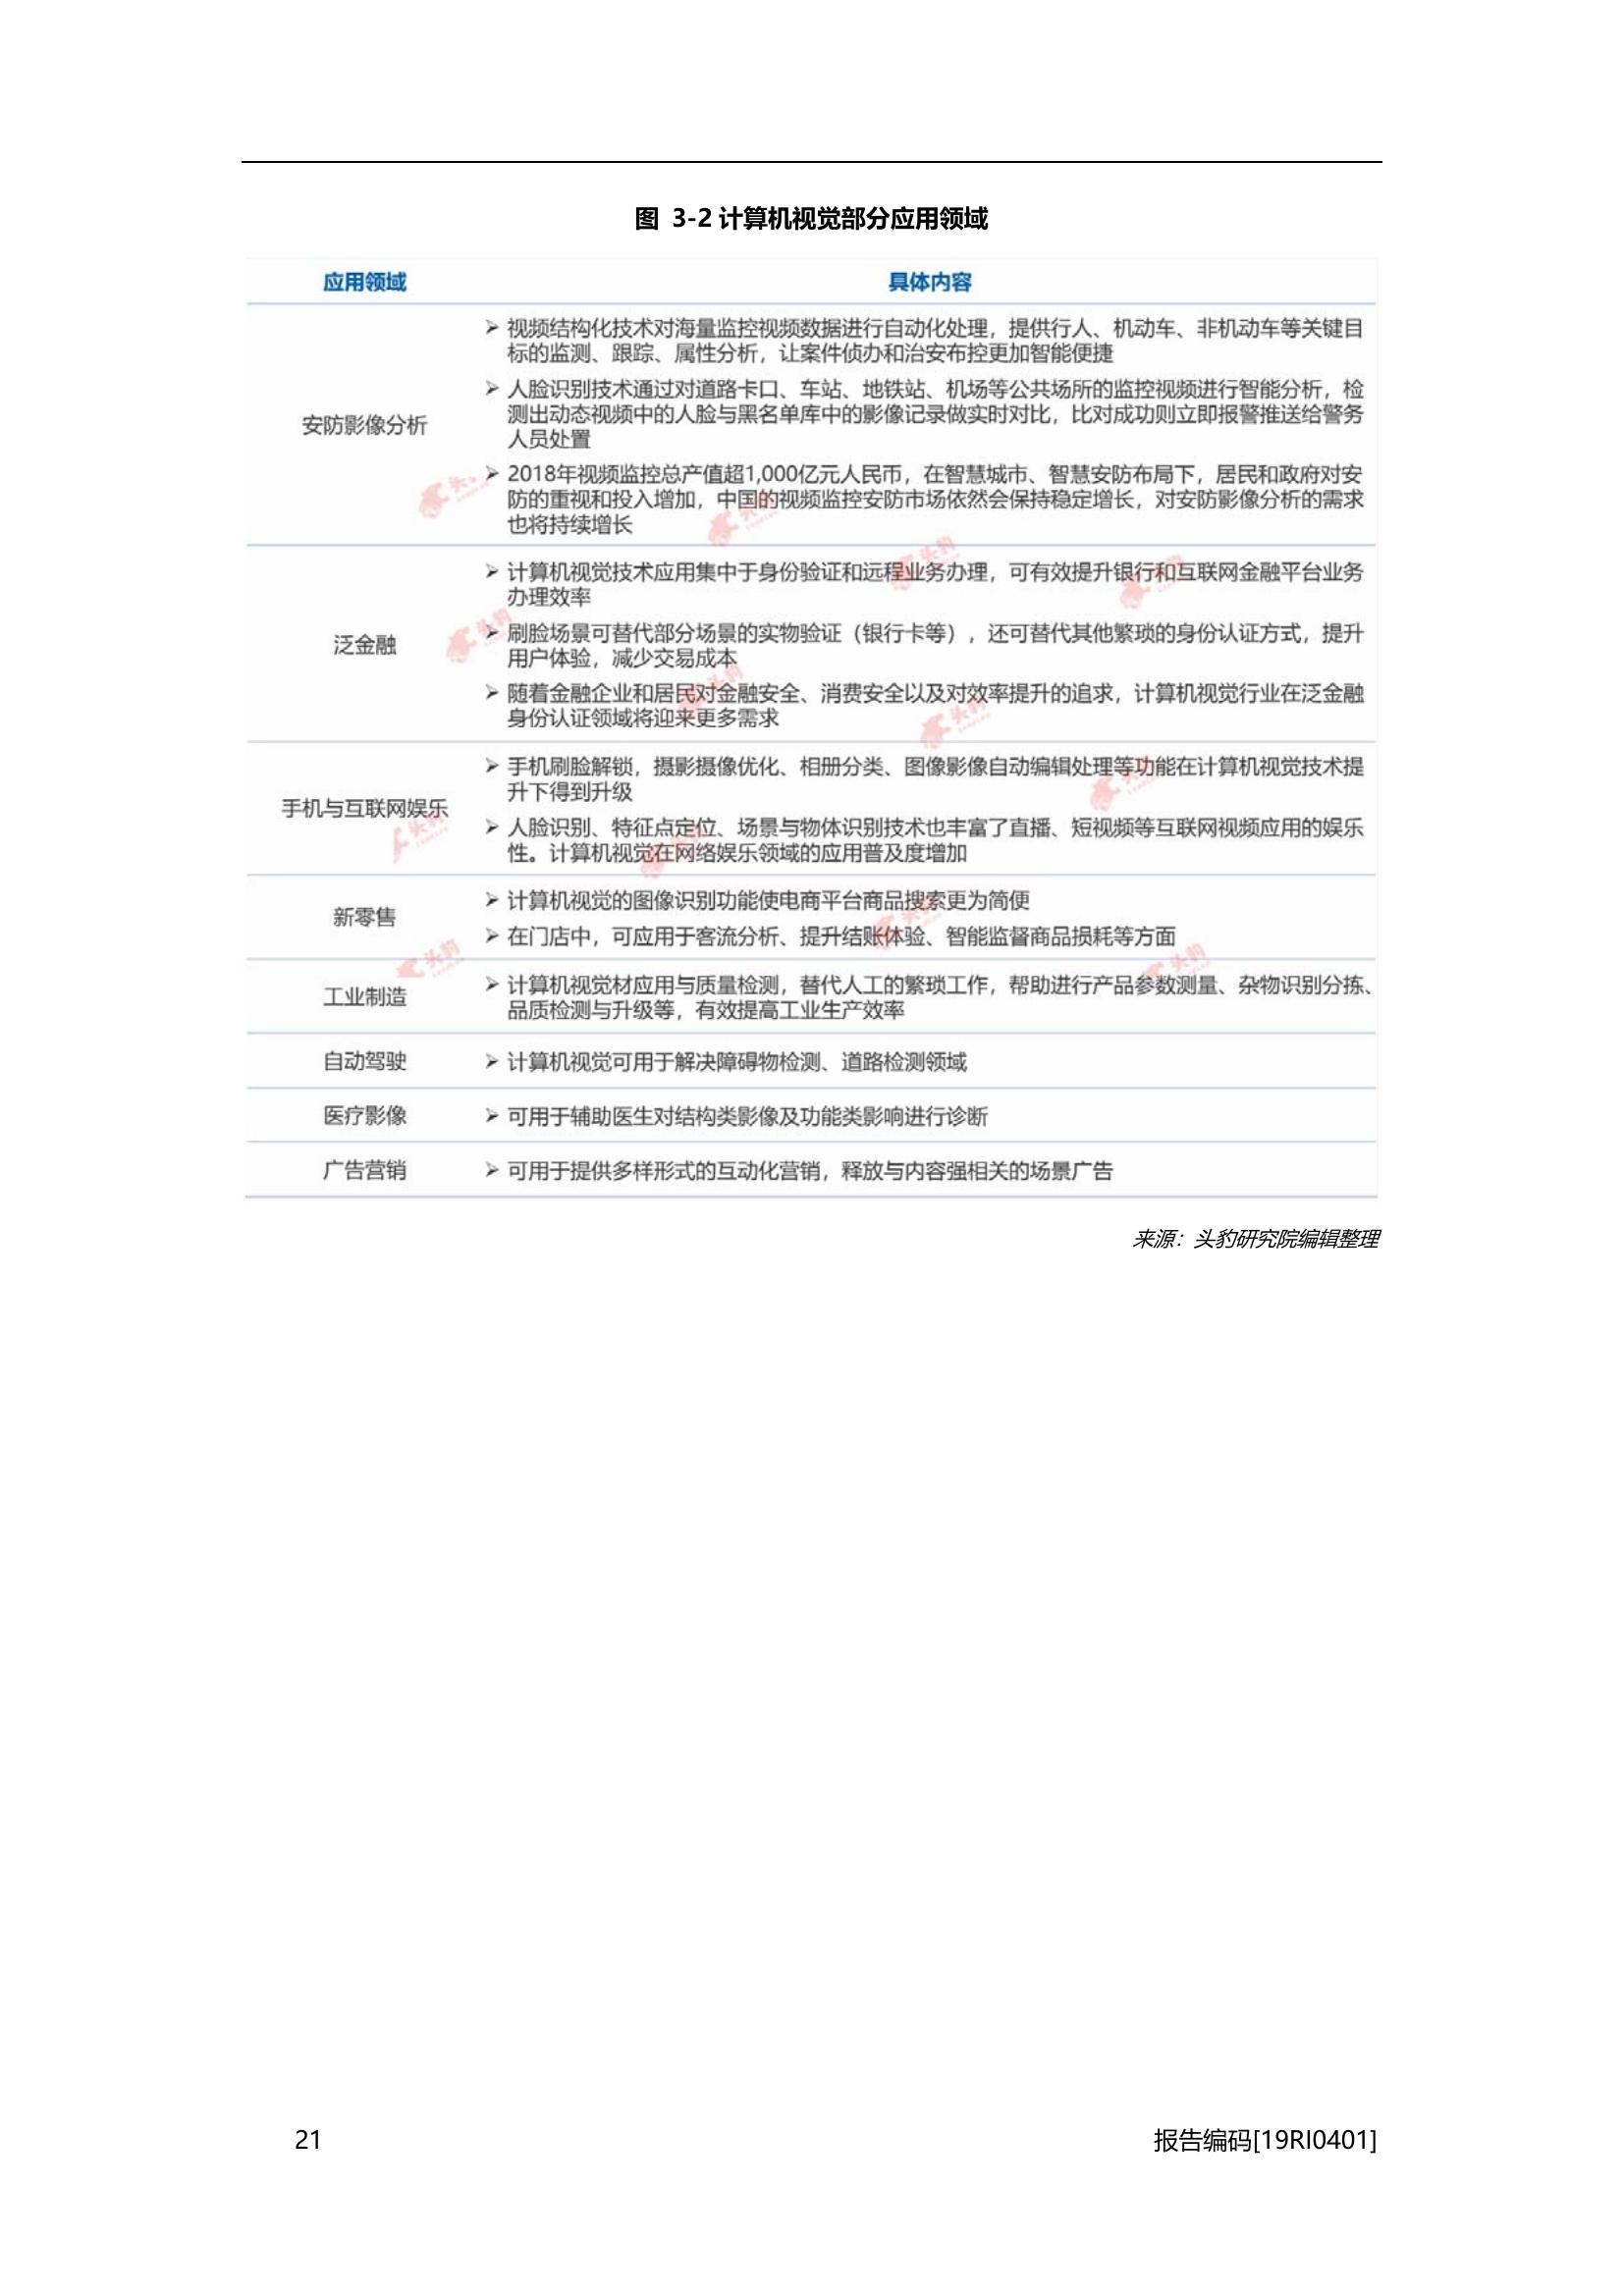 图 3-2 计算机视觉部分应用领域
应用领域 具体内容
安防影像分析
➢ 视频结构化技术对海量监控视频数据进行自动化处理，提供行人、机动车、非机动车等关键目
标的监测、跟踪、属性分析，让案件侦办和治安布控更加智能便捷
➢ 人脸识别技术通过对道路卡口、车站、地铁站、机场等公共场所的监控视频进行智能分析，检
测出动态视频中的人脸与黑名单库中的影像记录做实时对比，比对成功则立即报警推送给警务
人员处置
➢ 2018年视频监控总产值超1,000亿元人民币，在智慧城市、智慧安防布局下，居民和政府对安
防的重视和投入增加，中国的视频监控安防市场依然会保持稳定增长，对安防影像分析的需求
也将持续增长
泛金融
➢ 计算机视觉技术应用集中于身份验证和远程业务办理，可有效提升银行和互联网金融平台业务
办理效率
➢ 刷脸场景可替代部分场景的实物验证（银行卡等），还可替代其他繁琐的身份认证方式，提升
用户体验，减少交易成本
➢ 随着金融企业和居民对金融安全、消费安全以及对效率提升的追求，计算机视觉行业在泛金融
身份认证领域将迎来更多需求
手机与互联网娱乐
➢ 手机刷脸解锁，摄影摄像优化、相册分类、图像影像自动编辑处理等功能在计算机视觉技术提
升下得到升级
➢ 人脸识别、特征点定位、场景与物体识别技术也丰富了直播、短视频等互联网视频应用的娱乐
性。计算机视觉在网络娱乐领域的应用普及度增加
新零售
➢ 计算机视觉的图像识别功能使电商平台商品搜索更为简便
➢ 在门店中，可应用于客流分析、提升结账体验、智能监督商品损耗等方面
工业制造
➢ 计算机视觉材应用与质量检测，替代人工的繁琐工作，帮助进行产品参数测量、杂物识别分拣、
品质检测与升级等，有效提高工业生产效率
自动驾驶
➢ 计算机视觉可用于解决障碍物检测、道路检测领域
医疗影像
➢ 可用于辅助医生对结构类影像及功能类影响进行诊断
广告营销
➢ 可用于提供多样形式的互动化营销，释放与内容强相关的场景广告
来源：头豹研究院编辑整理
21 报告编码[19RI0401]